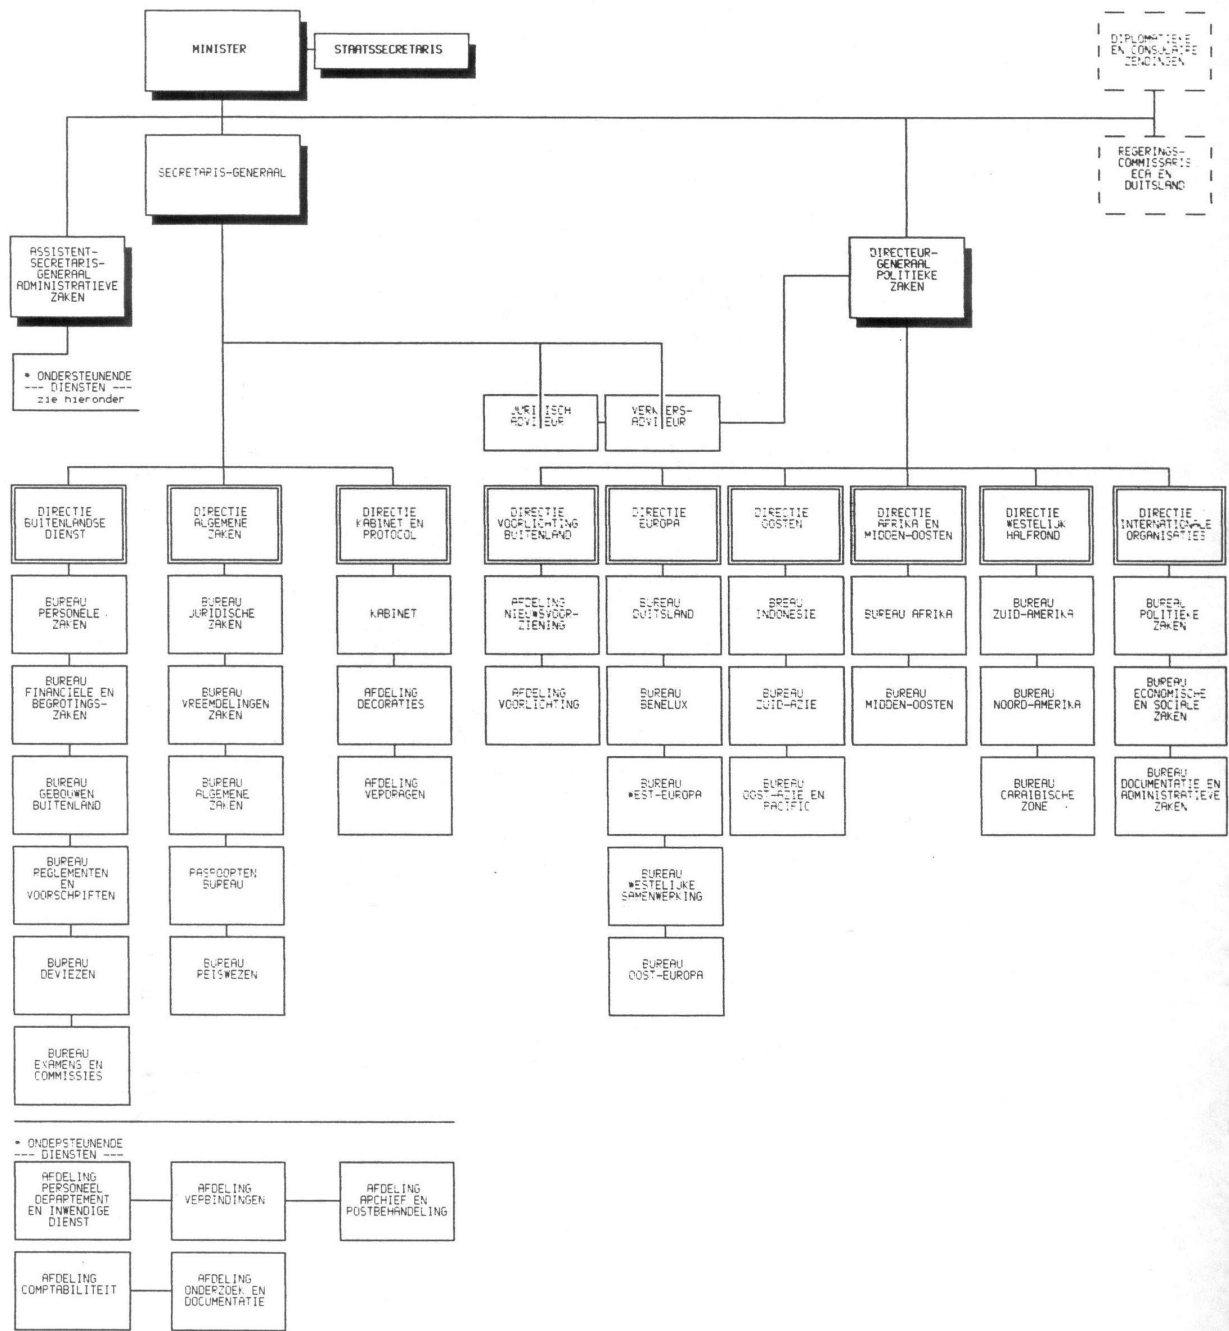 MINISTER
STAATSSECRETARIS
DIPLOMATIEKE
EN CONSULAIRE
ZENDINGEN
SECRETARIS-GENERAAL
REGERINGS-
COMMISSARIS
ECA EN
DUITSLAND
ASSISTENT-
SECRETARIS-
GENERAAL
ADMINISTRATIEVE
ZAKEN
DIRECTEUR-
GENERAAL
POLITIEKE
ZAKEN
* ONDERSTEUNENDE
--- DIENSTEN ---
zie hieronder
JURIDISCH
ADVISEUR
VERKEERS-
ADVISEUR
DIRECTIE
BUITENLANDSE
DIENST
DIRECTIE
ALGEMENE
ZAKEN
DIRECTIE
KABINET EN
PROTOCOL
DIRECTIE
VOORLICHTING
BUITENLAND
DIRECTIE
EUROPA
DIRECTIE
OOSTEN
DIRECTIE
AFRIKA EN
MIDDEN-OOSTEN
DIRECTIE
WESTELIJK
HALFROND
DIRECTIE
INTERNATIONALE
ORGANISATIES
BUREAU
PERSONELE
ZAKEN
BUREAU
JURIDISCHE
ZAKEN
KABINET
AFDELING
NIEUWSVOOR-
ZIENING
BUREAU
DUITSLAND
BREAU
INDONESIE
BUREAU AFRIKA
BUREAU
ZUID-AMERIKA
BUREAU
POLITIEKE
ZAKEN
BUREAU
FINANCIELE EN
BEGROTINGS-
ZAKEN
BUREAU
VREEMDELINGEN
ZAKEN
AFDELING
DECORATIES
AFDELING
VOORLICHTING
BUREAU
BENELUX
BUREAU
ZUID-AZIE
BUREAU
MIDDEN-OOSTEN
BUREAU
NOORD-AMERIKA
BUREAU
ECONOMISCHE
EN SOCIALE
ZAKEN
BUREAU
GEBOUWEN
BUITENLAND
BUREAU
ALGEMENE
ZAKEN
AFDELING
VERDRAGEN
BUREAU
WEST-EUROPA
BUREAU
OOST-AZIE EN
PACIFIC
BUREAU
CARAIBISCHE
ZONE
BUREAU
DOCUMENTATIE EN
ADMINISTRATIEVE
ZAKEN
BUREAU
REGLEMENTEN
EN
VOORSCHRIFTEN
PASPOORTEN
BUREAU
BUREAU
WESTELIJKE
SAMENWERKING
BUREAU
DEVIEZEN
BUREAU
REISWEZEN
BUREAU
OOST-EUROPA
BUREAU
EXAMENS EN
COMMISSIES
* ONDERSTEUNENDE
--- DIENSTEN ---
AFDELING
PERSONEEL
DEPARTEMENT
EN INWENDIGE
DIENST
AFDELING
VERBINDINGEN
AFDELING
ARCHIEF EN
POSTBEHANDELING
AFDELING
COMPTABILITEIT
AFDELING
ONDERZOEK EN
DOCUMENTATIE